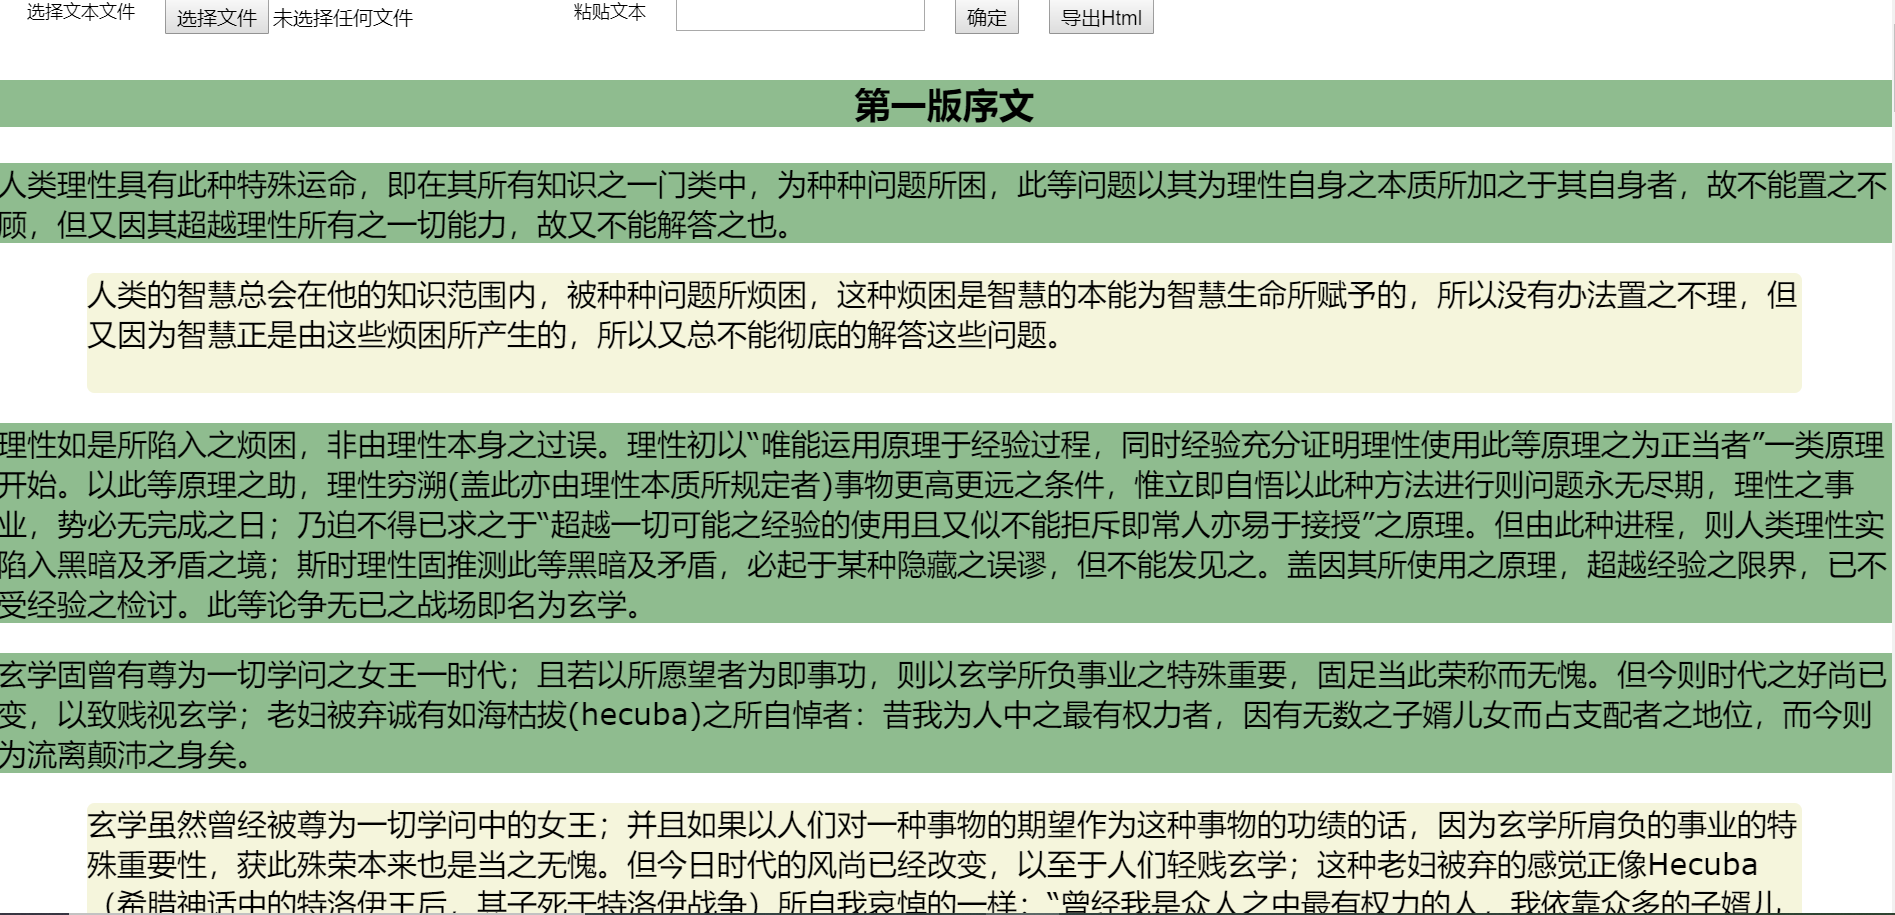 选择文本文件 选择文件 未选择任何文件 粘贴文本 确定 导出Html
第一版序文
人类理性具有此种特殊运命，即在其所有知识之一门类中，为种种问题所困，此等问题以其为理性自身之本质所加之于其自身者，故不能置之不
顾，但又因其超越理性所有之一切能力，故又不能解答之也。
人类的智慧总会在他的知识范围内，被种种问题所烦困，这种烦困是智慧的本能为智慧生命所赋予的，所以没有办法置之不理，但
又因为智慧正是由这些烦困所产生的，所以又总不能彻底的解答这些问题。
理性如是所陷入之烦困，非由理性本身之过误。理性初以“唯能运用原理于经验过程，同时经验充分证明理性使用此等原理之为正当者”一类原理
开始。以此等原理之助，理性穷溯(盖此亦由理性本质所规定者)事物更高更远之条件，惟立即自悟以此种方法进行则问题永无尽期，理性之事
业，势必无完成之日；乃迫不得已求之于“超越一切可能之经验的使用且又似不能拒斥即常人亦易于接授”之原理。但由此种进程，则人类理性实
陷入黑暗及矛盾之境；斯时理性固推测此等黑暗及矛盾，必起于某种隐藏之误谬，但不能发见之。盖因其所使用之原理，超越经验之限界，已不
受经验之检讨。此等论争无已之战场即名为玄学。
玄学固曾有尊为一切学问之女王一时代；且若以所愿望者为即事功，则以玄学所负事业之特殊重要，固足当此荣称而无愧。但今则时代之好尚已
变，以致贱视玄学；老妇被弃诚有如海枯拔(hecuba)之所自悼者：昔我为人中之最有权力者，因有无数之子婿儿女而占支配者之地位，而今则
为流离颠沛之身矣。
玄学虽然曾经被尊为一切学问中的女王；并且如果以人们对一种事物的期望作为这种事物的功绩的话，因为玄学所肩负的事业的特
殊重要性，获此殊荣本来也是当之无愧。但今日时代的风尚已经改变，以至于人们轻贱玄学；这种老妇被弃的感觉正像Hecuba
（希腊神话中的特洛伊王后，其子死于特洛伊战争）所自我哀悼的一样：“曾经我是众人之中最有权力的人，我依靠众多的子婿儿